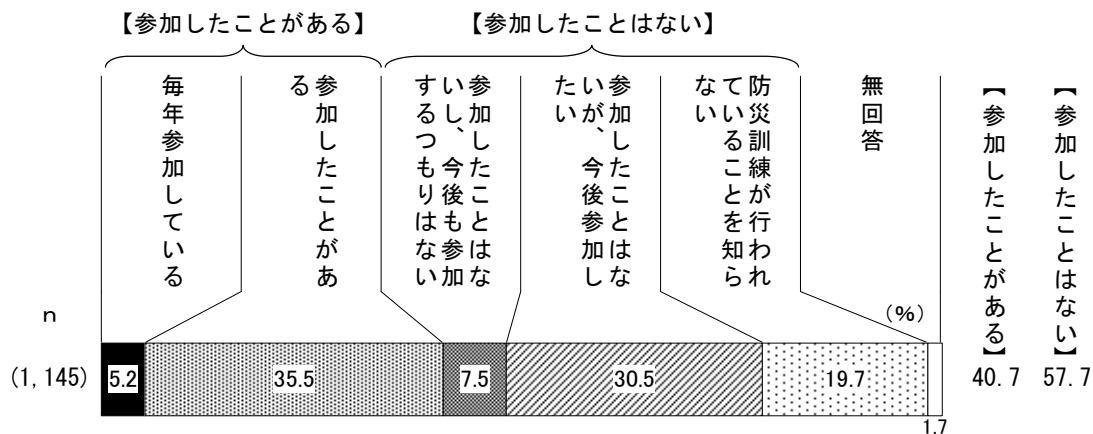 【参加したことがある】
【参加したことはない】
毎年参加している
参加したことがあ
る
参加したことはな
いし、今後も参加
するつもりはない
参加したことはな
いが、今後参加し
たい
防災訓練が行われ
ていることを知ら
ない
無回答
【参加したことがある】
【参加したことはない】
n
(%)
(1,145)
5.2
35.5
7.5
30.5
19.7
1.7
40.7
57.7